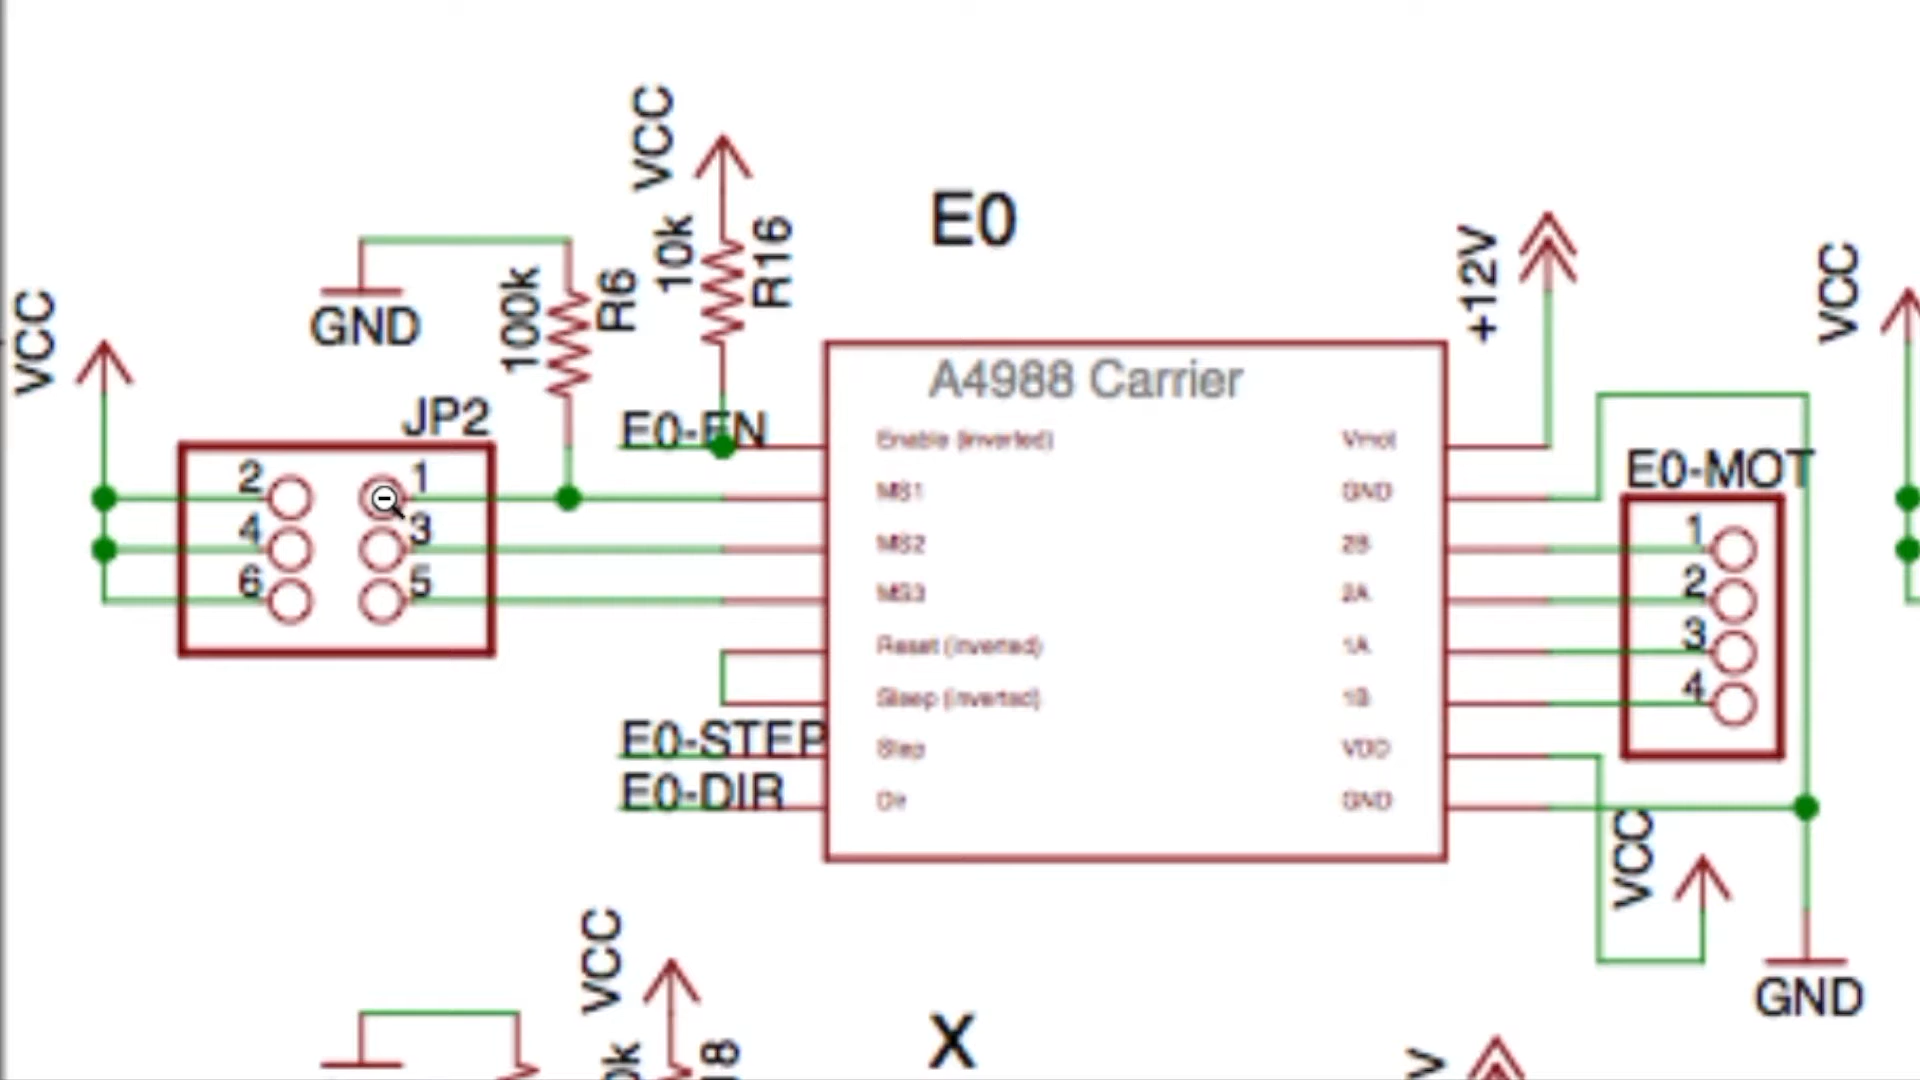 VCC
E0
10k
R16
+12V
VCC
VCC
GND
100k
R6
A4988 Carrier
JP2
E0-EN
Enable (inverted)
Vmot
E0-MOT
2
1
MS1
GND
4
3
MS2
2B
1
6
5
MS3
2A
2
Reset (inverted)
1A
3
Sleep (inverted)
1B
4
E0-STEP
Step
VDD
E0-DIR
Dir
GND
VCC
GND
VCC
X